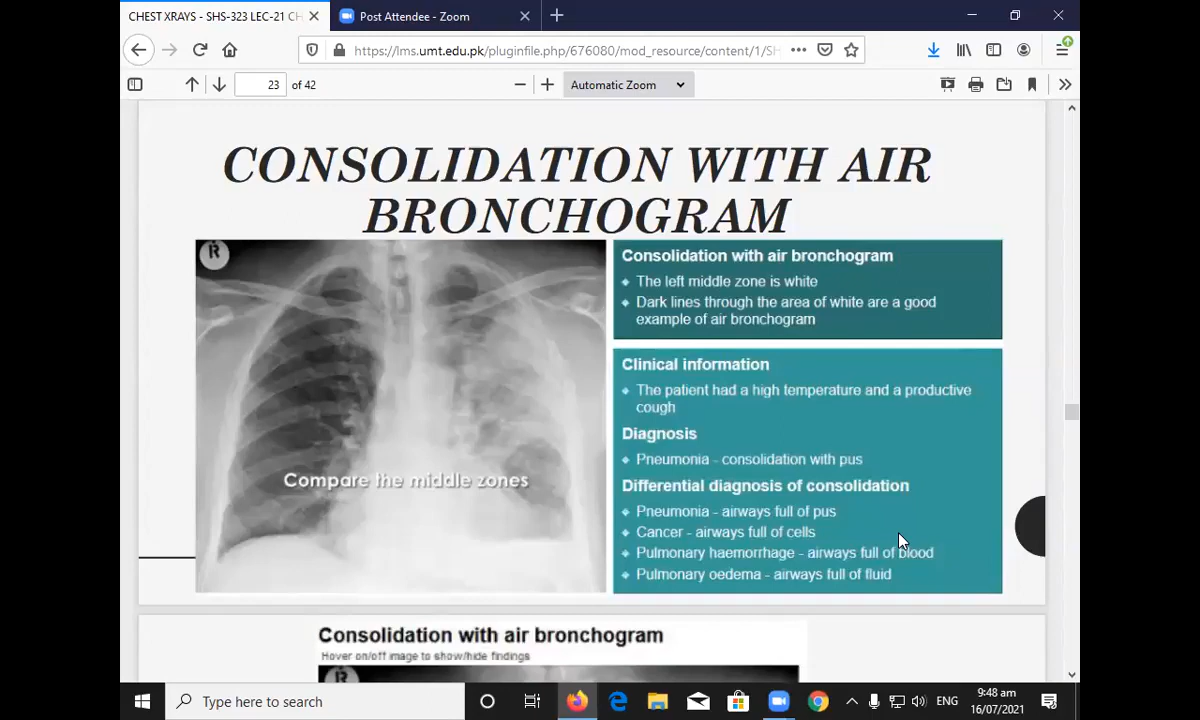 CHEST XRAYS - SHS-323 LEC-21 CH
Post Attendee - Zoom
https://lms.umt.edu.pk/pluginfile.php/676080/mod_resource/content/1/SH
23 of 42
Automatic Zoom
CONSOLIDATION WITH AIR
BRONCHOGRAM
R
Compare the middle zones
Consolidation with air bronchogram
The left middle zone is white
Dark lines through the area of white are a good
example of air bronchogram
Clinical information
The patient had a high temperature and a productive
cough
Diagnosis
Pneumonia - consolidation with pus
Differential diagnosis of consolidation
Pneumonia - airways full of pus
Cancer - airways full of cells
Pulmonary haemorrhage - airways full of blood
Pulmonary oedema - airways full of fluid
Consolidation with air bronchogram
Hover on/off image to show/hide findings
R
Type here to search
ENG
9:48 am
16/07/2021